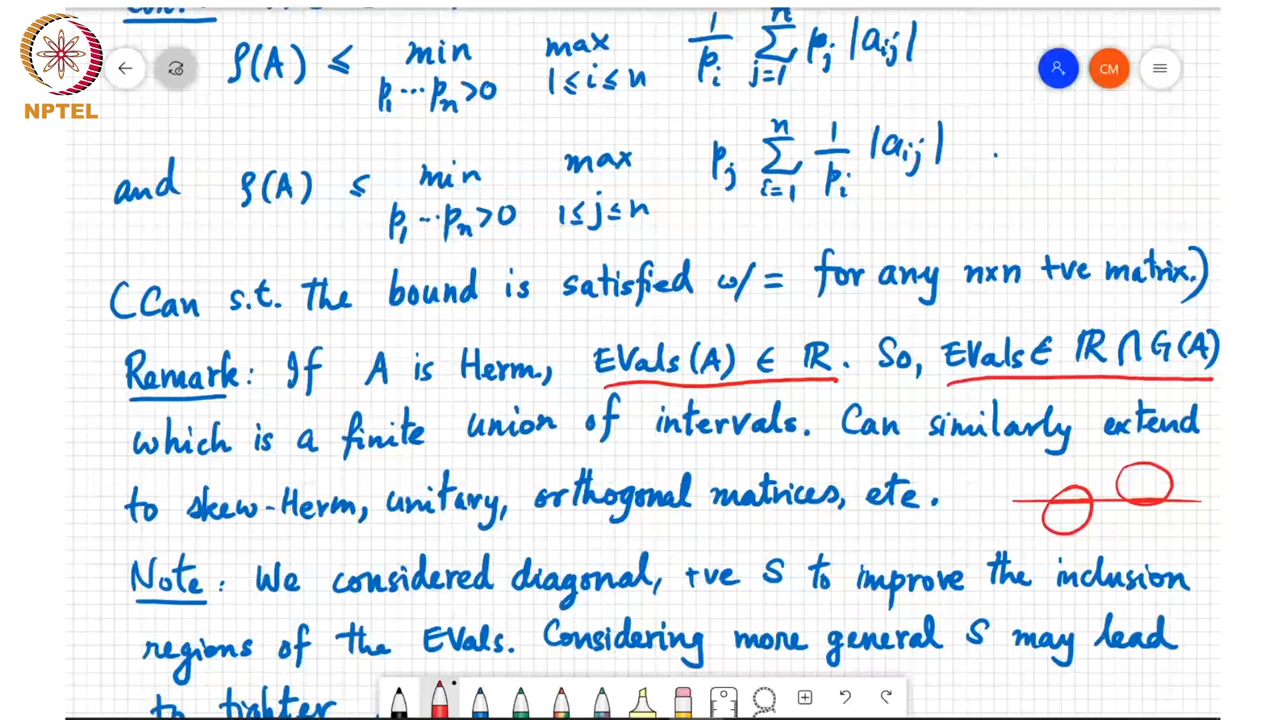 NPTEL
CM
ρ(A) ≤ min max 1/p_i Σ p_j |a_ij|
p_1 ... p_n > 0 1 ≤ i ≤ n j=1 n
and ρ(A) ≤ min max p_j Σ 1/p_i |a_ij| .
p_1 ... p_n > 0 1 ≤ j ≤ n i=1 n
(Can s.t. the bound is satisfied w/ = for any n×n +ve matrix.)
Remark: If A is Herm, EVals(A) ∈ ℝ. So, EVals ∈ ℝ ∩ G(A)
which is a finite union of intervals. Can similarly extend
to skew-Herm, unitary, orthogonal matrices, etc.
Note: We considered diagonal, +ve S to improve the inclusion
regions of the EVals. Considering more general S may lead
to tighter